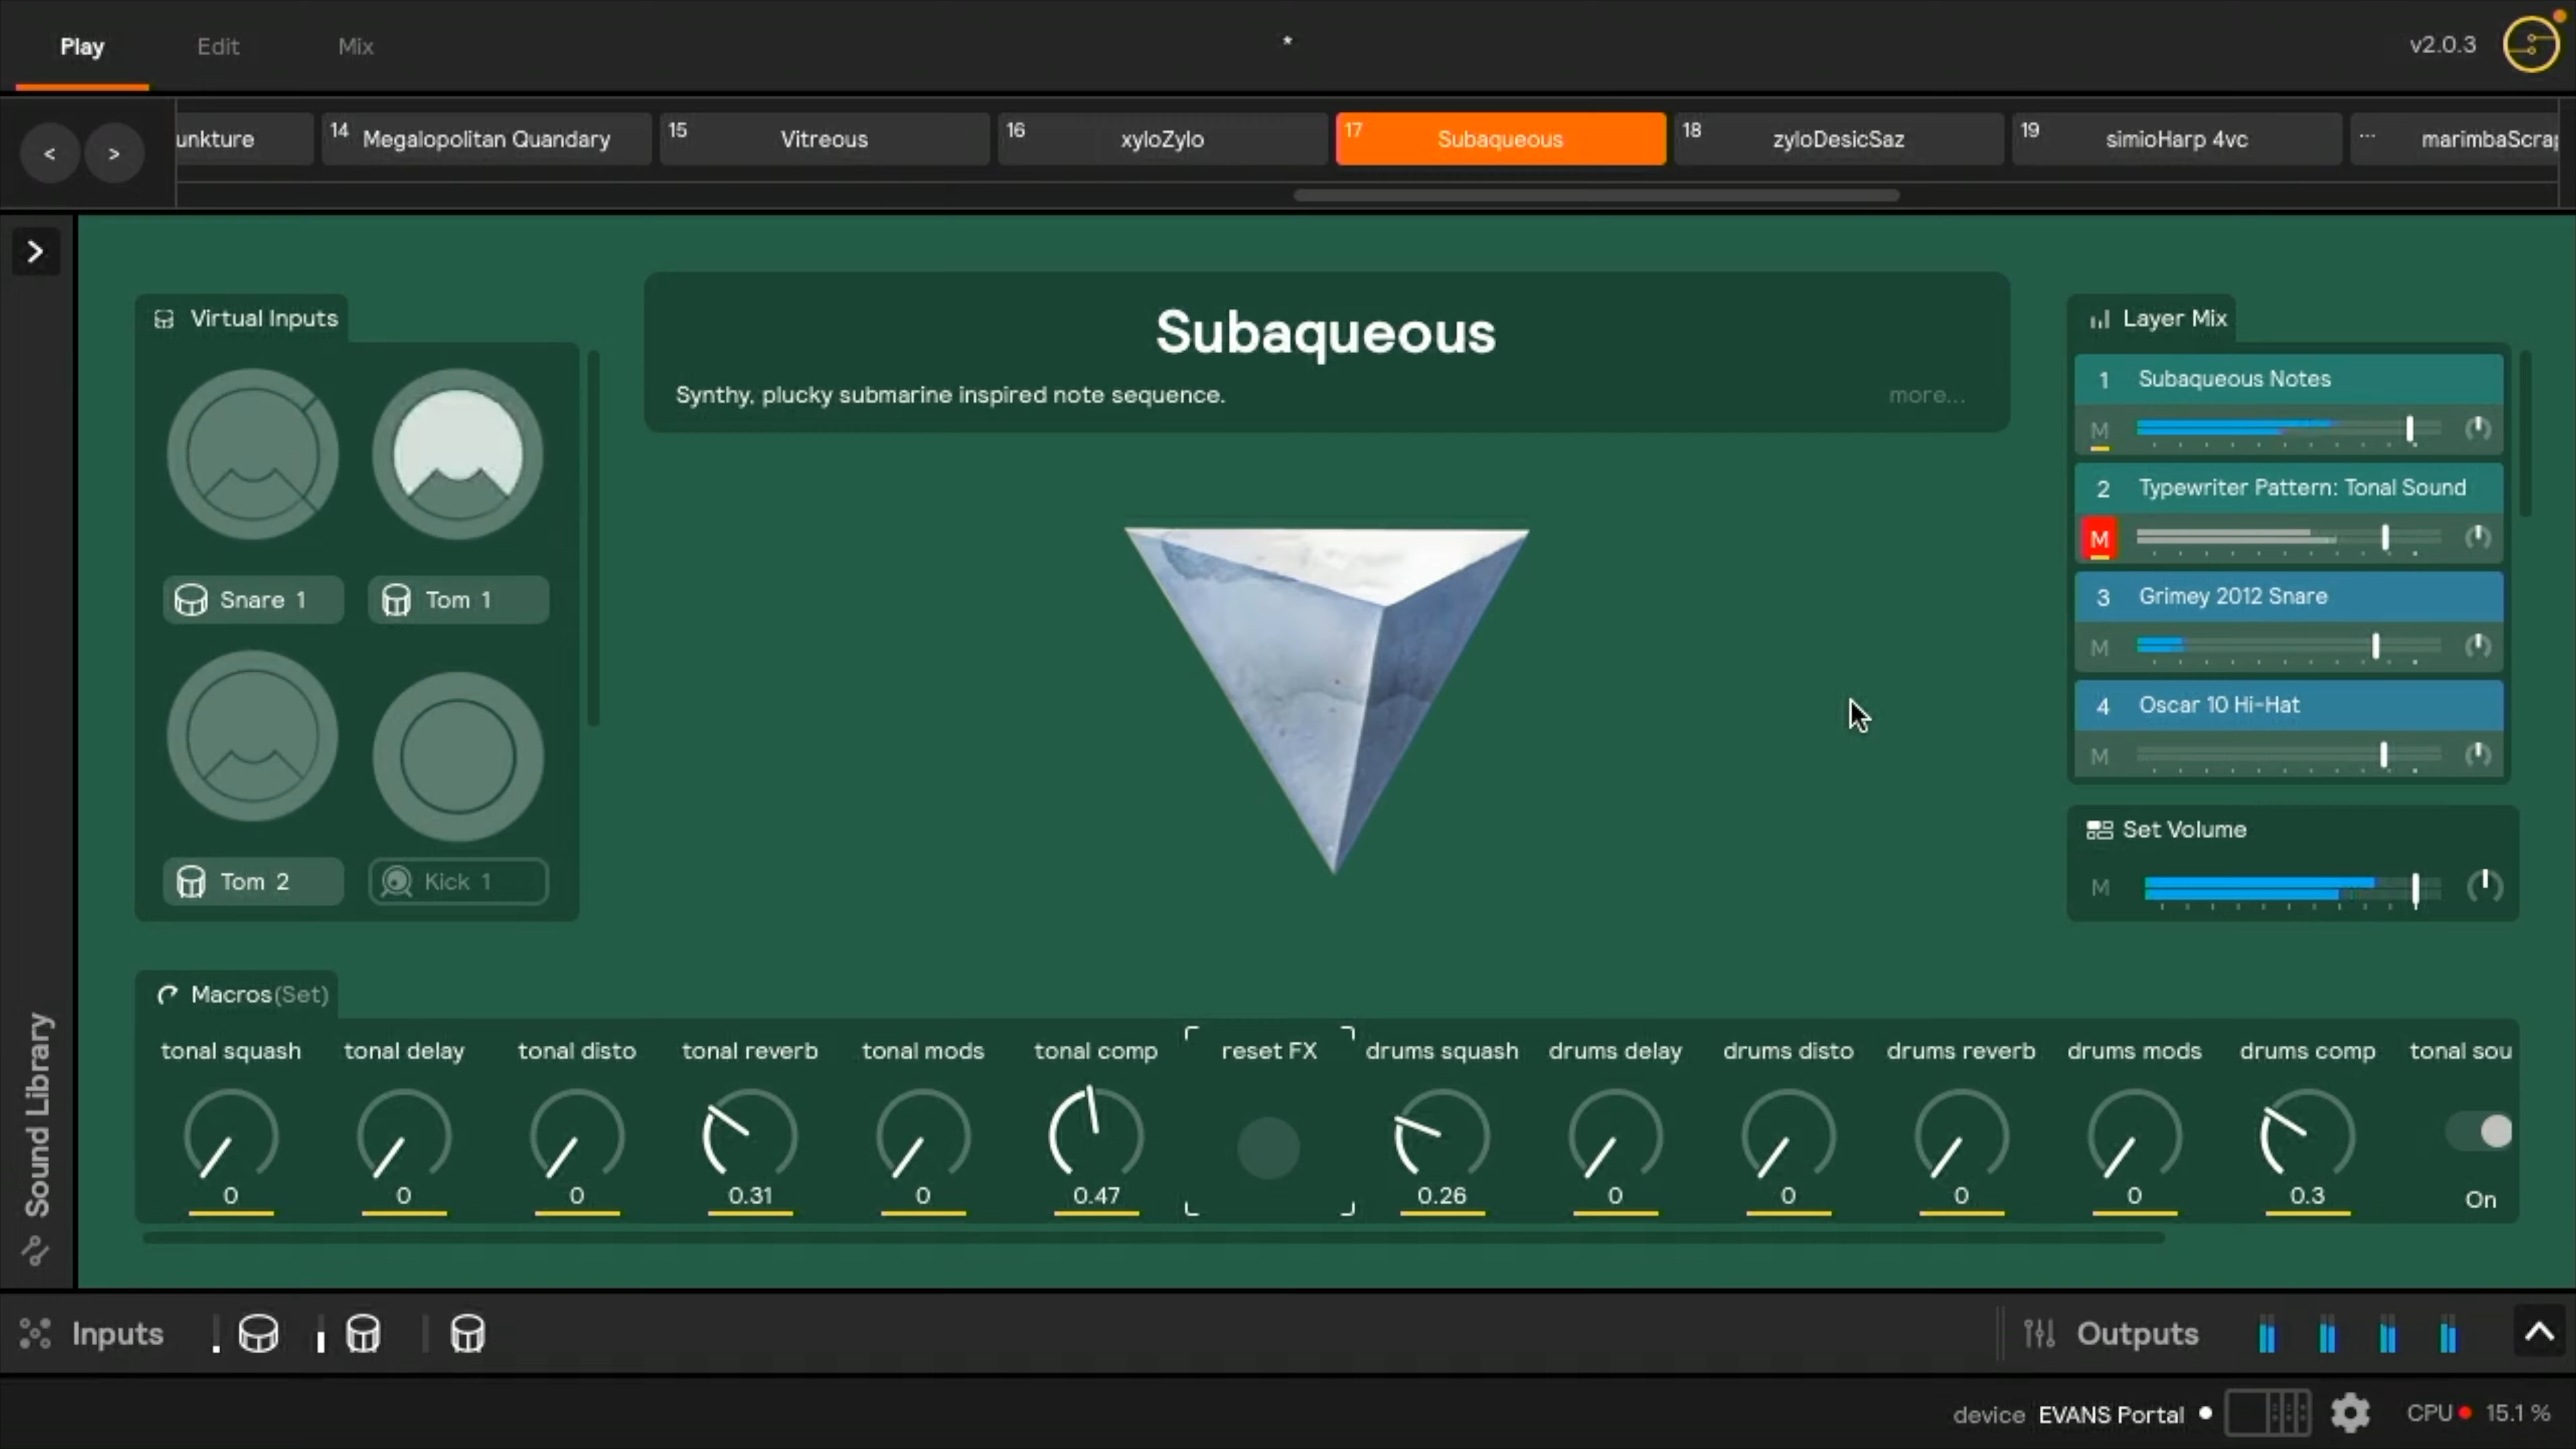 Play
Edit
Mix
*
v2.0.3
<
>
unkture
14 Megalopolitan Quandary
15 Vitreous
16 xyloZylo
17 Subaqueous
18 zyloDesicSaz
19 simioHarp 4vc
... marimbaScrap
>
Virtual Inputs
Snare 1
Tom 1
Tom 2
Kick 1
Subaqueous
Synthy, plucky submarine inspired note sequence.
more...
Layer Mix
1 Subaqueous Notes
M
2 Typewriter Pattern: Tonal Sound
M
3 Grimey 2012 Snare
M
4 Oscar 10 Hi-Hat
M
Set Volume
M
Macros(Set)
tonal squash
0
tonal delay
0
tonal disto
0
tonal reverb
0.31
tonal mods
0
tonal comp
0.47
reset FX
drums squash
0.26
drums delay
0
drums disto
0
drums reverb
0
drums mods
0
drums comp
0.3
tonal sou
On
Sound Library
Inputs
Outputs
device EVANS Portal
CPU 15.1 %